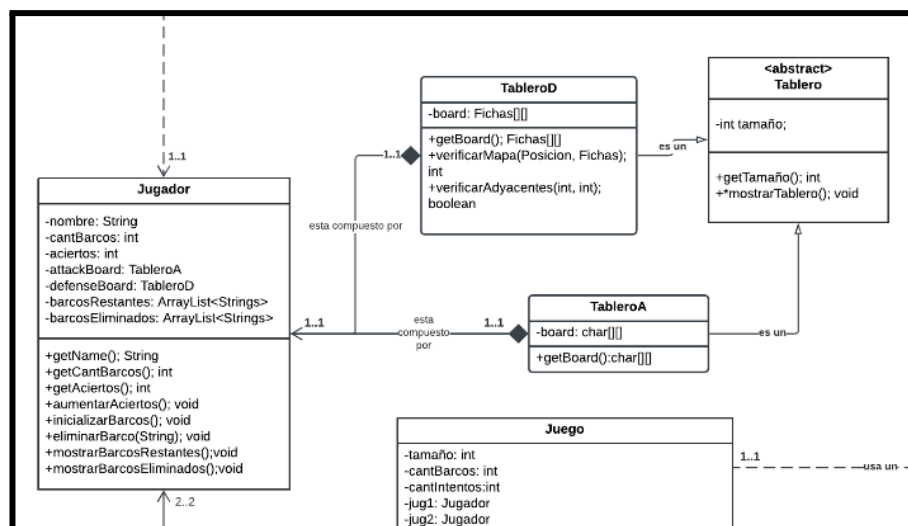 <abstract>
Tablero
-int tamaño;
+getTamaño(); int
+*mostrarTablero(); void
TableroD
-board: Fichas[][]
+getBoard(); Fichas[][]
+verificarMapa(Posicion, Fichas);
int
+verificarAdyacentes(int, int);
boolean
es un
1..1
1..1
Jugador
-nombre: String
-cantBarcos: int
-aciertos: int
-attackBoard: TableroA
-defenseBoard: TableroD
-barcosRestantes: ArrayList<Strings>
-barcosEliminados: ArrayList<Strings>
+getName(); String
+getCantBarcos(); int
+getAciertos(); int
+aumentarAciertos(); void
+inicializarBarcos(); void
+eliminarBarco(String); void
+mostrarBarcosRestantes();void
+mostrarBarcosEliminados();void
2..2
esta compuesto por
1..1
esta
compuesto
por
1..1
TableroA
-board: char[][]
+getBoard():char[][]
es un
Juego
-tamaño: int
-cantBarcos: int
-cantIntentos:int
-jug1: Jugador
-jug2: Jugador
1..1
usa un